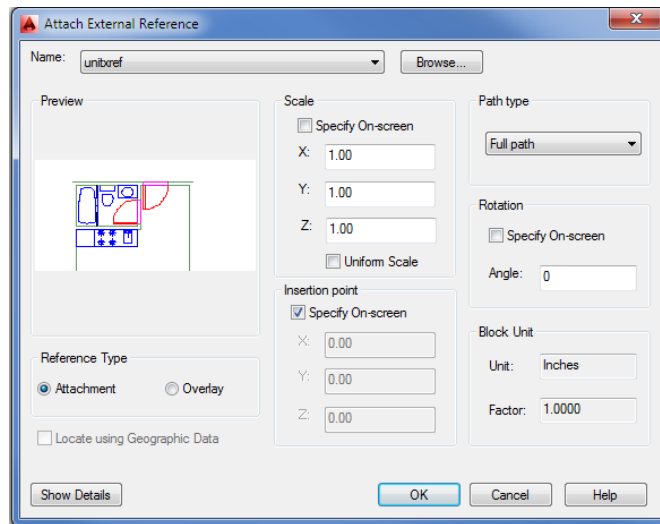 Attach External Reference
Name: unitxref Browse...
Preview
Reference Type
Attachment Overlay
Locate using Geographic Data
Scale
Specify On-screen
X: 1.00
Y: 1.00
Z: 1.00
Uniform Scale
Insertion point
Specify On-screen
X: 0.00
Y: 0.00
Z: 0.00
Path type
Full path
Rotation
Specify On-screen
Angle: 0
Block Unit
Unit: Inches
Factor: 1.0000
Show Details OK Cancel Help